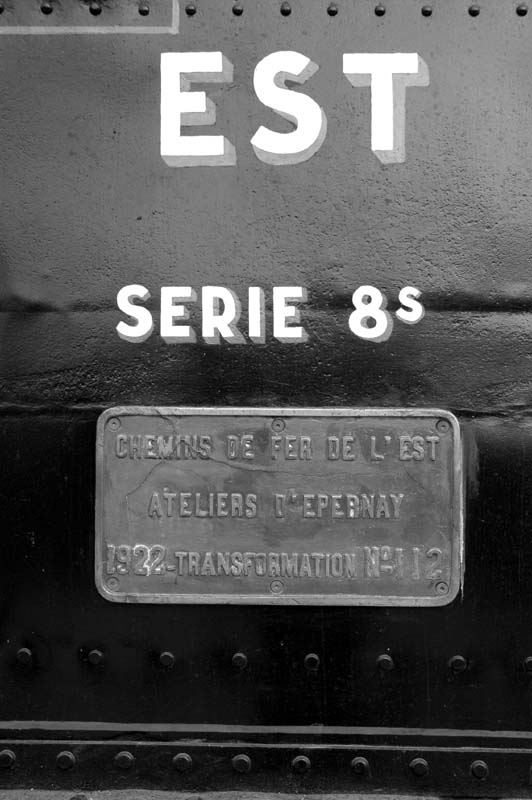 EST
SERIE 8S
CHEMINS DE FER DE L'EST
ATELIERS D'EPERNAY
1922-TRANSFORMATION No 112